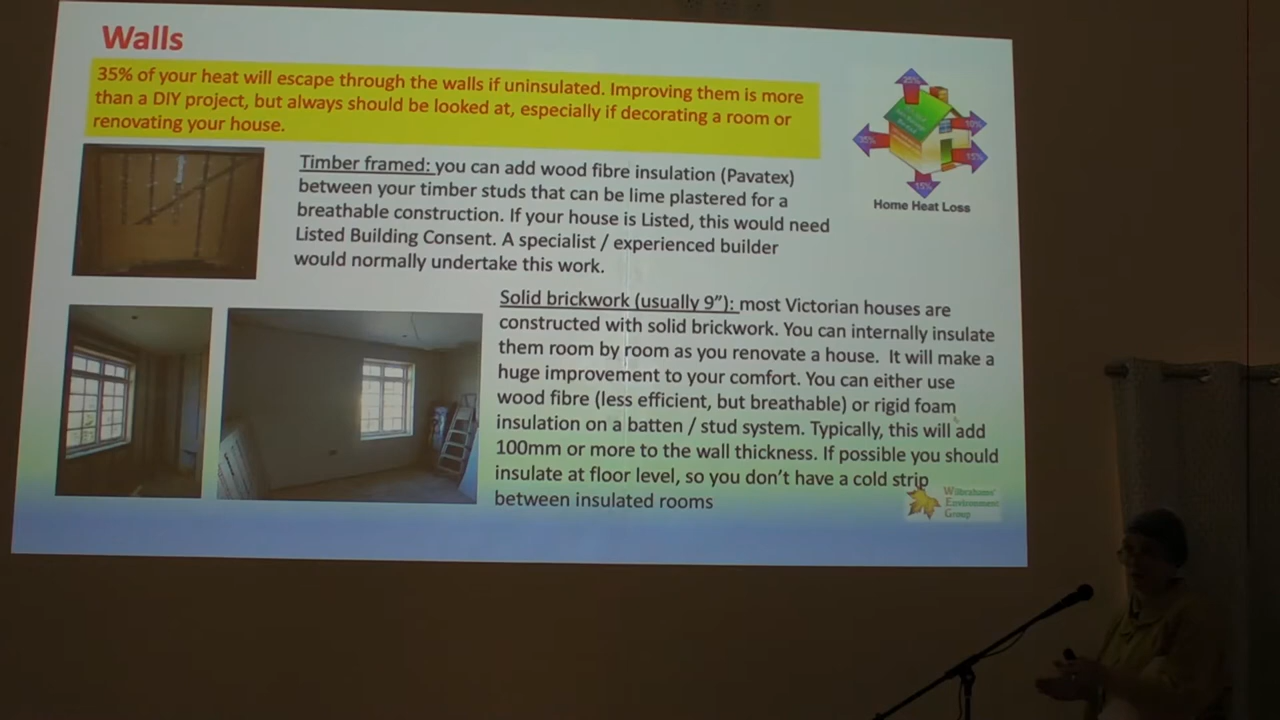 Walls
35% of your heat will escape through the walls if uninsulated. Improving them is more
than a DIY project, but always should be looked at, especially if decorating a room or
renovating your house.
Timber framed: you can add wood fibre insulation (Pavatex)
between your timber studs that can be lime plastered for a
breathable construction. If your house is Listed, this would need
Listed Building Consent. A specialist / experienced builder
would normally undertake this work.
25%
10%
35%
15%
15%
Home Heat Loss
Solid brickwork (usually 9”): most Victorian houses are
constructed with solid brickwork. You can internally insulate
them room by room as you renovate a house. It will make a
huge improvement to your comfort. You can either use
wood fibre (less efficient, but breathable) or rigid foam
insulation on a batten / stud system. Typically, this will add
100mm or more to the wall thickness. If possible you should
insulate at floor level, so you don’t have a cold strip
between insulated rooms
Wilbrahams'
Environment
Group